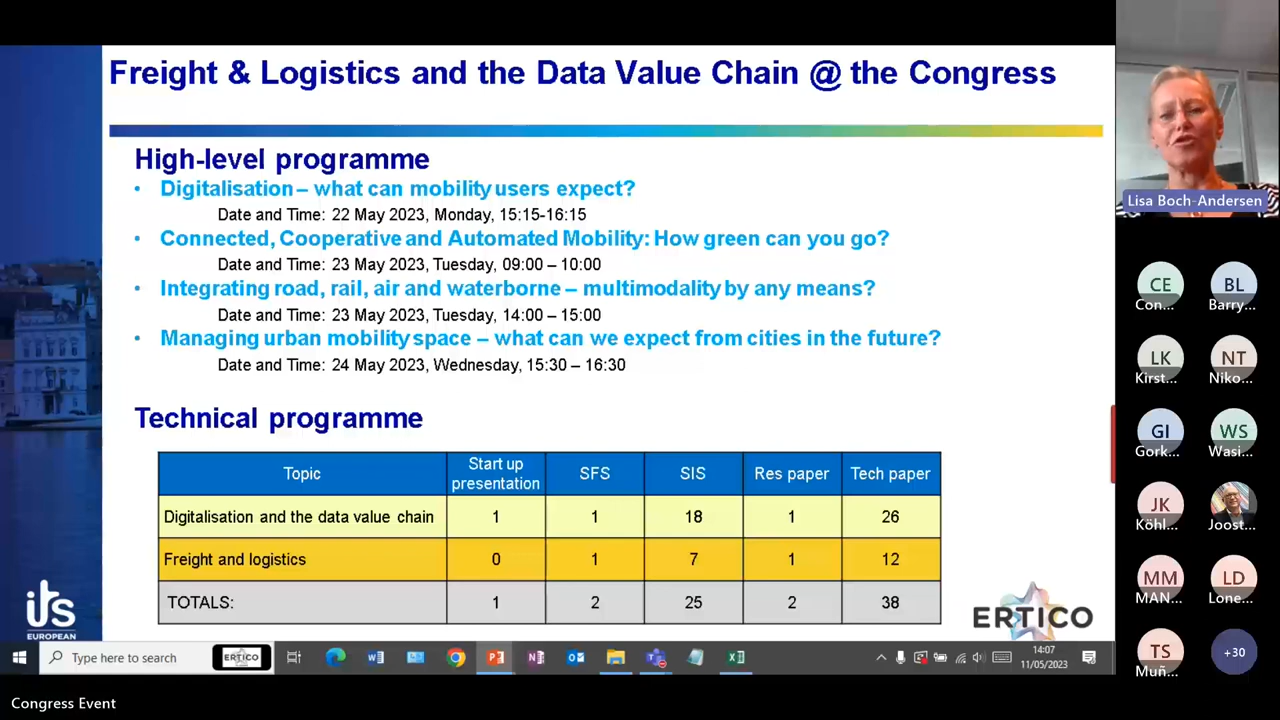 Freight & Logistics and the Data Value Chain @ the Congress
High-level programme
• Digitalisation – what can mobility users expect?
Date and Time: 22 May 2023, Monday, 15:15-16:15
• Connected, Cooperative and Automated Mobility: How green can you go?
Date and Time: 23 May 2023, Tuesday, 09:00 – 10:00
• Integrating road, rail, air and waterborne – multimodality by any means?
Date and Time: 23 May 2023, Tuesday, 14:00 – 15:00
• Managing urban mobility space – what can we expect from cities in the future?
Date and Time: 24 May 2023, Wednesday, 15:30 – 16:30
Technical programme
Topic Start up presentation SFS SIS Res paper Tech paper
Digitalisation and the data value chain 1 1 18 1 26
Freight and logistics 0 1 7 1 12
TOTALS: 1 2 25 2 38
its
EUROPEAN
ERTICO
Type here to search
ERTICO
14:07
11/05/2023
Congress Event
Lisa Boch-Andersen
CE BL
Con... Barry...
LK NT
Kirst... Niko...
GI WS
Gork... Wasi...
JK
Köhl... Joost...
MM LD
MAN... Lone...
TS +30
Muñ...